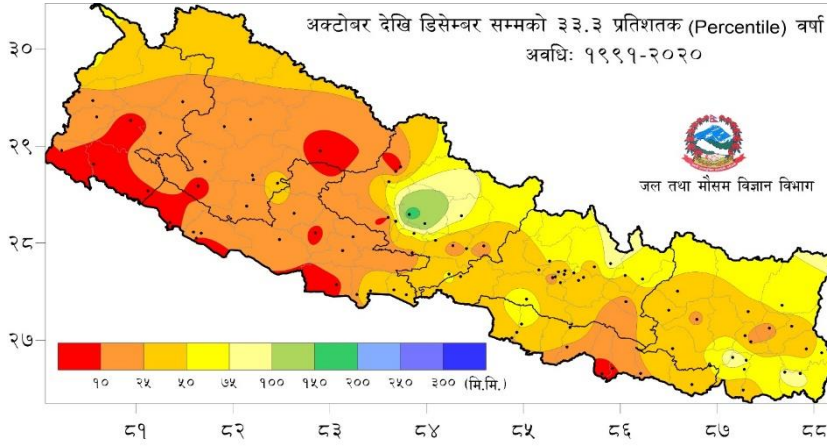 अक्टोबर देखि डिसेम्बर सम्मको ३३.३ प्रतिशतक (Percentile) वर्षा
अवधिः १९९१-२०२०
जल तथा मौसम विज्ञान विभाग
३०
२९
२८
२७
१० २५ ५० ७५ १०० १५० २०० २५० ३०० (मि.मि.)
८१ ८२ ८३ ८४ ८५ ८६ ८७ ८८